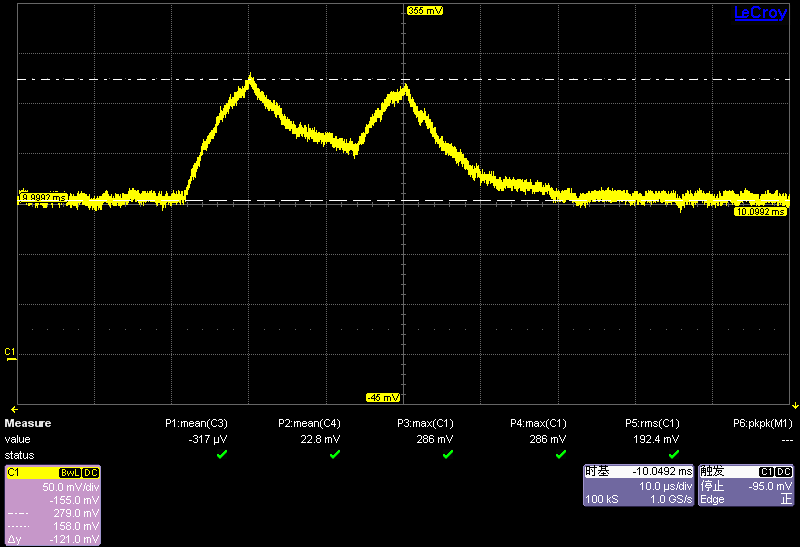 355 mV
LeCroy
9.9992 ms
10.0992 ms
C1
-45 mV
Measure P1:mean(C3) P2:mean(C4) P3:max(C1) P4:max(C1) P5:rms(C1) P6:pkpk(M1)
value -317 µV 22.8 mV 286 mV 286 mV 192.4 mV ---
status
C1 BwL DC
50.0 mV/div
-155.0 mV
279.0 mV
158.0 mV
Δy -121.0 mV
时基 -10.0492 ms
10.0 µs/div
100 kS 1.0 GS/s
触发 C1 DC
停止 -95.0 mV
Edge 正